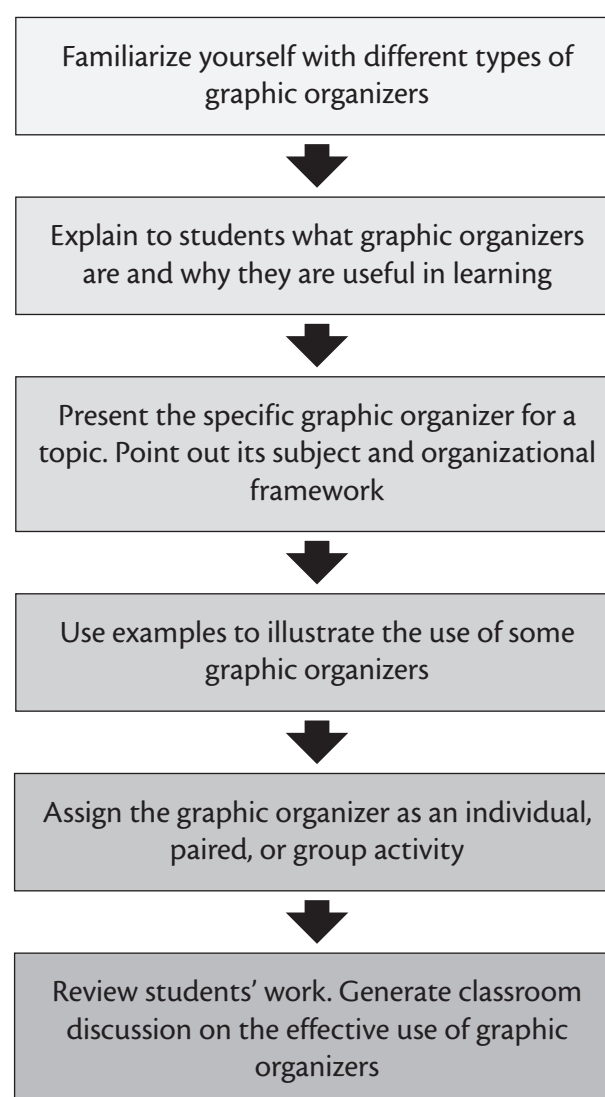 Familiarize yourself with different types of
graphic organizers
Explain to students what graphic organizers
are and why they are useful in learning
Present the specific graphic organizer for a
topic. Point out its subject and organizational
framework
Use examples to illustrate the use of some
graphic organizers
Assign the graphic organizer as an individual,
paired, or group activity
Review students’ work. Generate classroom
discussion on the effective use of graphic
organizers